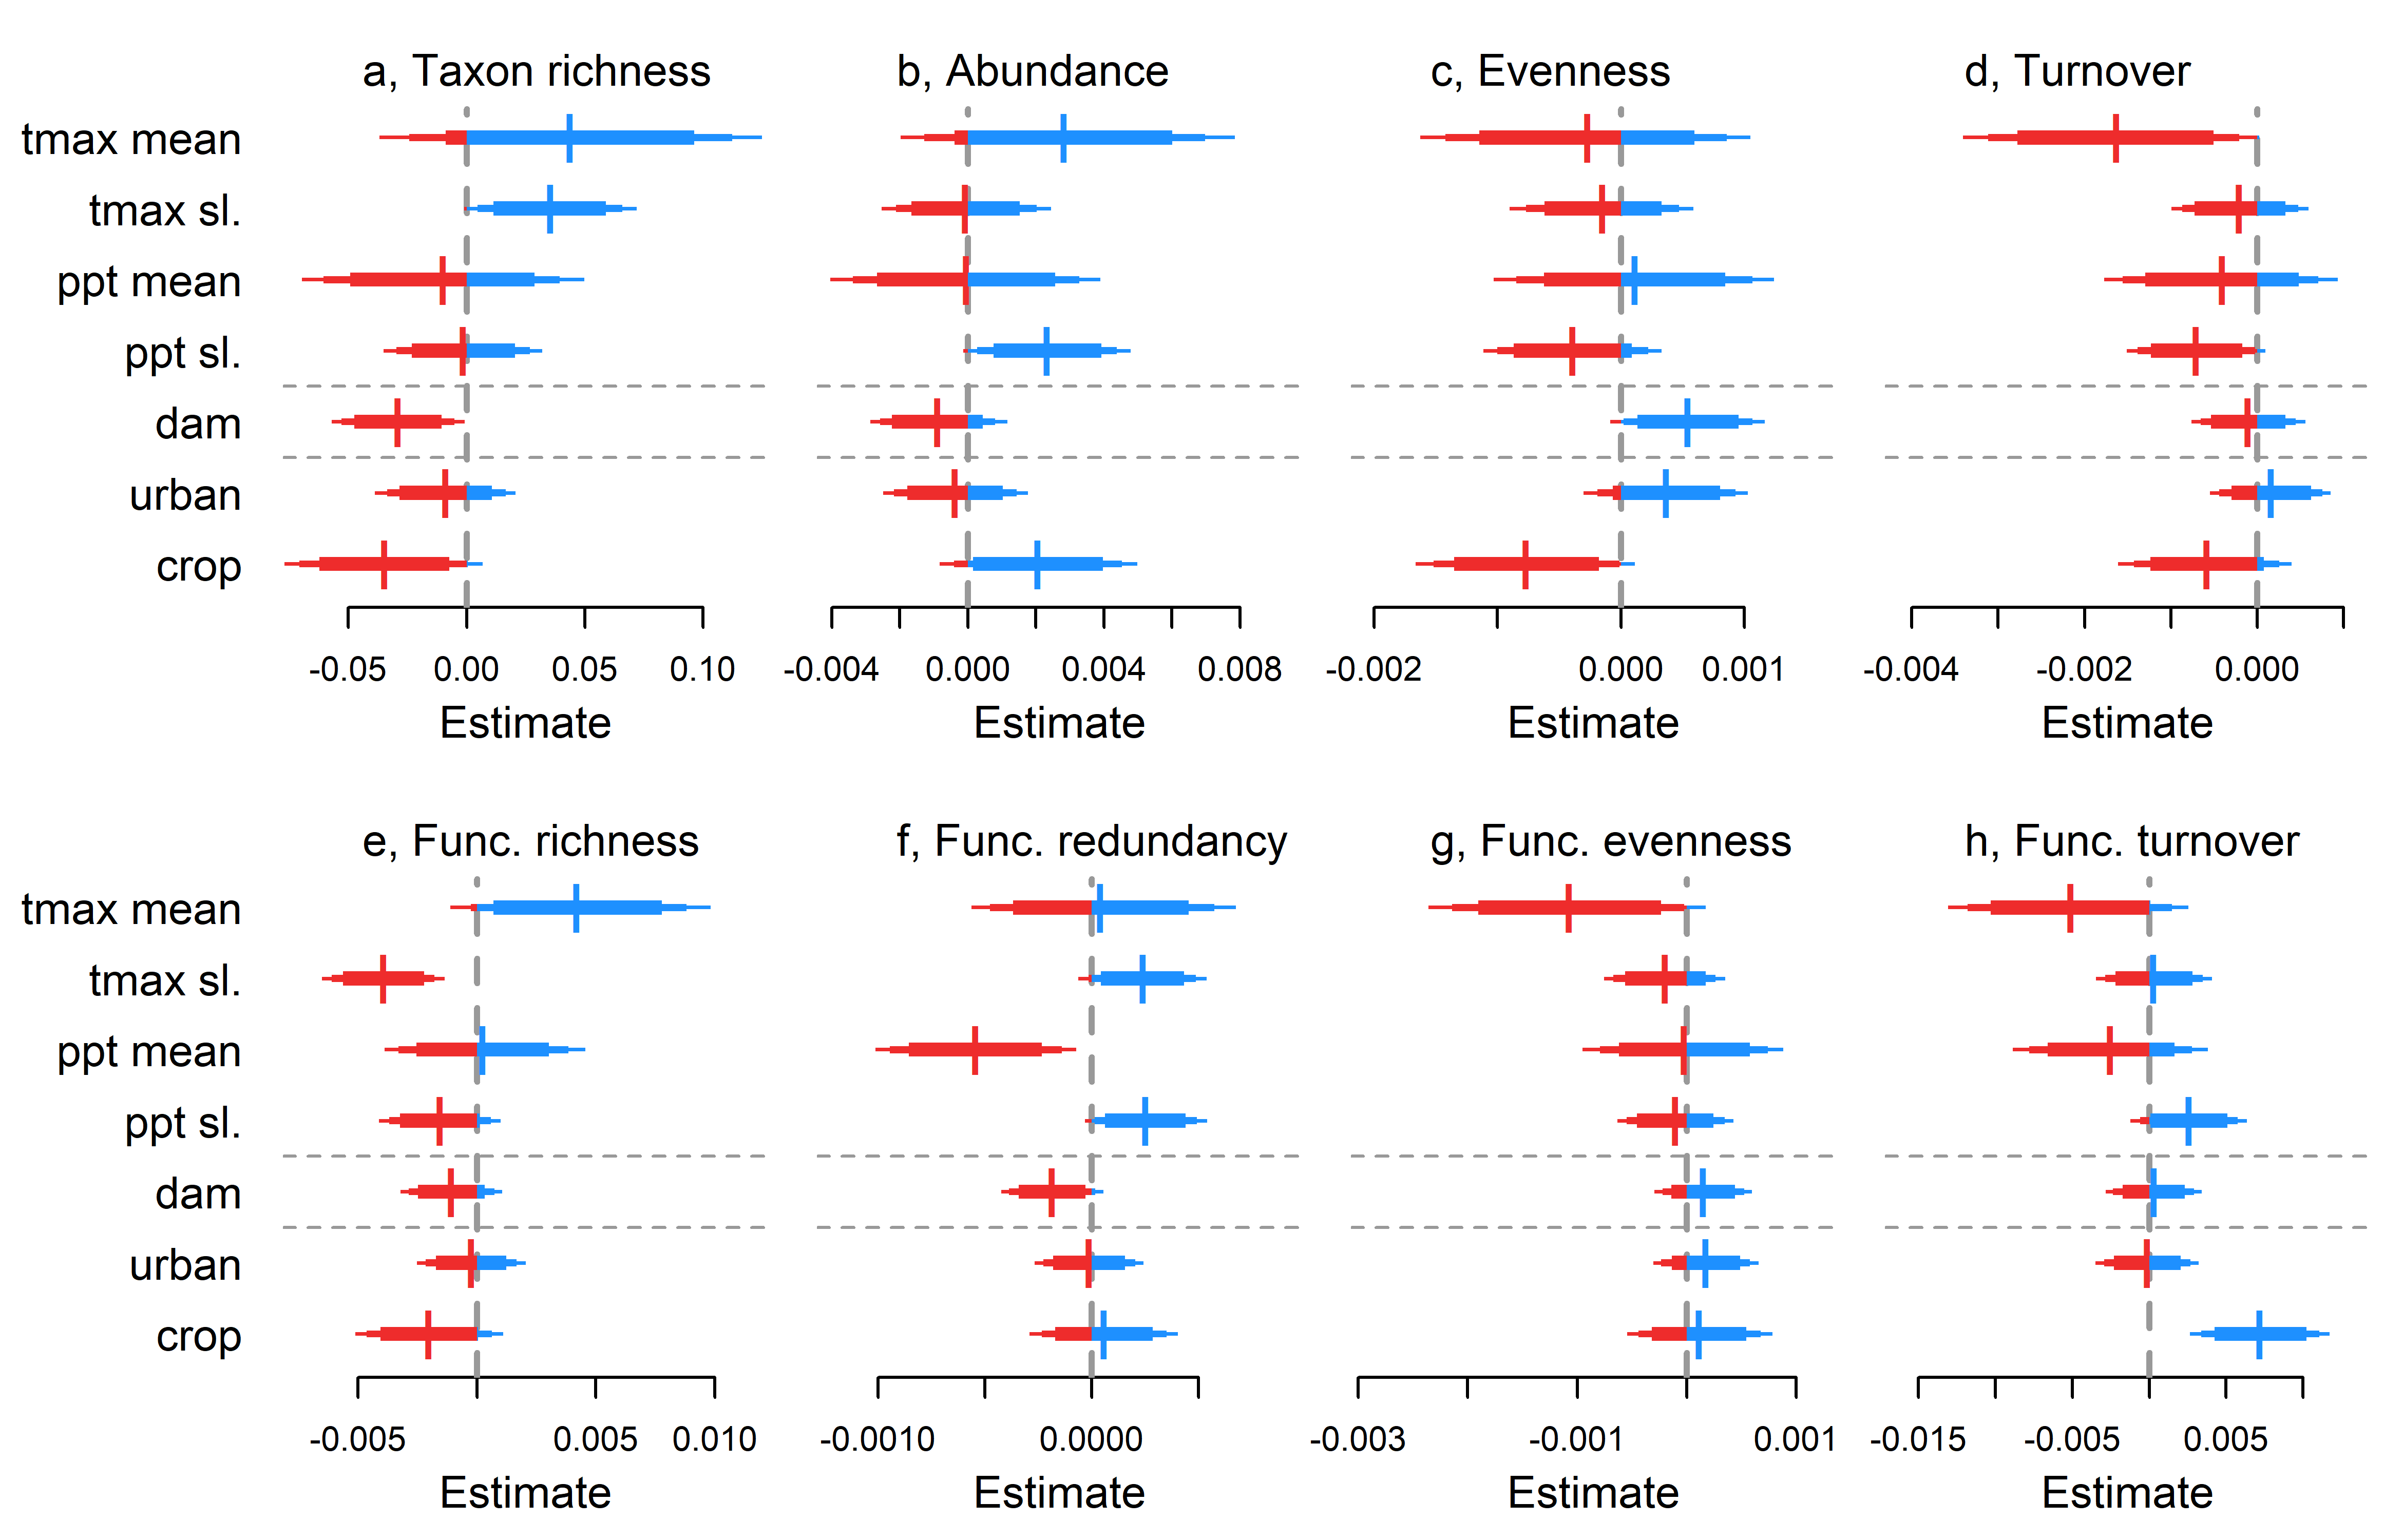 a, Taxon richness b, Abundance c, Evenness d, Turnover
tmax mean
tmax sl.
ppt mean
ppt sl.
dam
urban
crop
-0.05 0.00 0.05 0.10 -0.004 0.000 0.004 0.008 -0.002 0.000 0.001 -0.004 -0.002 0.000
Estimate Estimate Estimate Estimate
e, Func. richness f, Func. redundancy g, Func. evenness h, Func. turnover
tmax mean
tmax sl.
ppt mean
ppt sl.
dam
urban
crop
-0.005 0.005 0.010 -0.0010 0.0000 -0.003 -0.001 0.001 -0.015 -0.005 0.005
Estimate Estimate Estimate Estimate